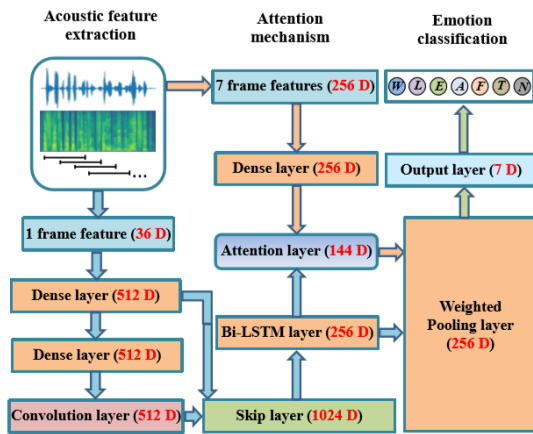 Acoustic feature
extraction
Attention
mechanism
Emotion
classification
7 frame features (256 D)
W L E A F T N
Dense layer (256 D)
Output layer (7 D)
1 frame feature (36 D)
Attention layer (144 D)
Dense layer (512 D)
Bi-LSTM layer (256 D)
Weighted
Pooling layer
(256 D)
Dense layer (512 D)
Convolution layer (512 D)
Skip layer (1024 D)